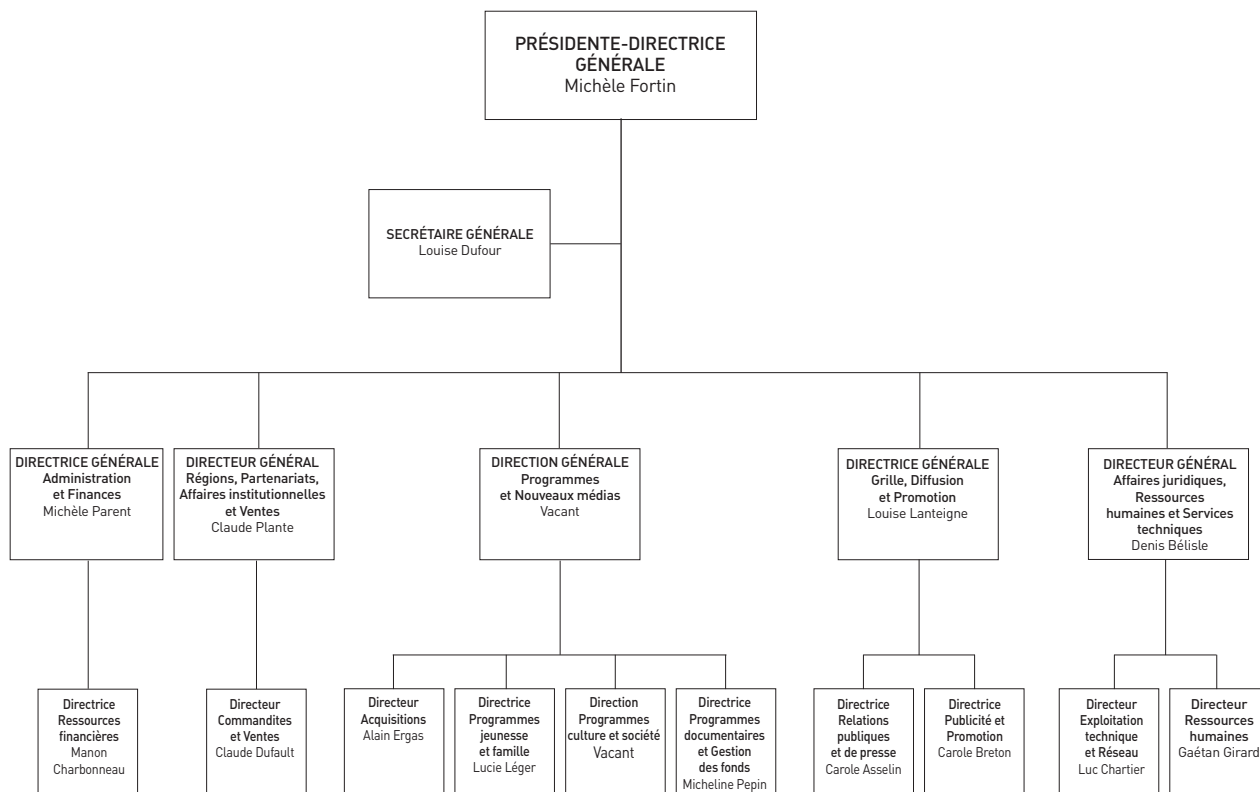 PRÉSIDENTE-DIRECTRICE
GÉNÉRALE
Michèle Fortin
SECRÉTAIRE GÉNÉRALE
Louise Dufour
DIRECTRICE GÉNÉRALE
Administration
et Finances
Michèle Parent
DIRECTEUR GÉNÉRAL
Régions, Partenariats,
Affaires institutionnelles
et Ventes
Claude Plante
DIRECTION GÉNÉRALE
Programmes
et Nouveaux médias
Vacant
DIRECTRICE GÉNÉRALE
Grille, Diffusion
et Promotion
Louise Lanteigne
DIRECTEUR GÉNÉRAL
Affaires juridiques,
Ressources
humaines et Services
techniques
Denis Bélisle
Directrice
Ressources
financières
Manon
Charbonneau
Directeur
Commandites
et Ventes
Claude Dufault
Directeur
Acquisitions
Alain Ergas
Directrice
Programmes
jeunesse
et famille
Lucie Léger
Direction
Programmes
culture et société
Vacant
Directrice
Programmes
documentaires
et Gestion
des fonds
Micheline Pepin
Directrice
Relations
publiques
et de presse
Carole Asselin
Directrice
Publicité et
Promotion
Carole Breton
Directeur
Exploitation
technique
et Réseau
Luc Chartier
Directeur
Ressources
humaines
Gaétan Girard